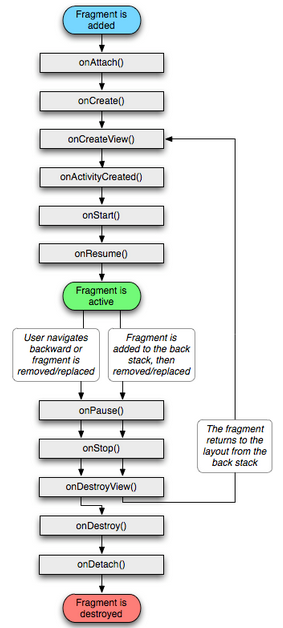 Fragment is
added
onAttach()
onCreate()
onCreateView()
onActivityCreated()
onStart()
onResume()
Fragment is
active
User navigates
backward or
fragment is
removed/replaced
Fragment is
added to the back
stack, then
removed/replaced
onPause()
onStop()
onDestroyView()
The fragment
returns to the
layout from the
back stack
onDestroy()
onDetach()
Fragment is
destroyed